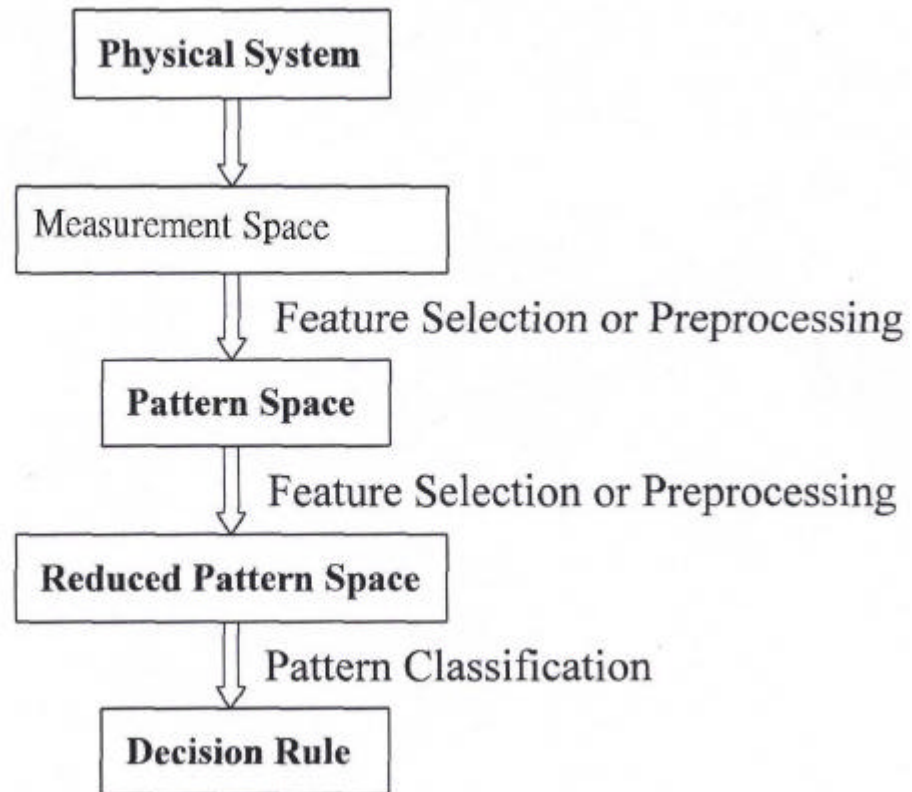 Physical System
Measurement Space
Feature Selection or Preprocessing
Pattern Space
Feature Selection or Preprocessing
Reduced Pattern Space
Pattern Classification
Decision Rule